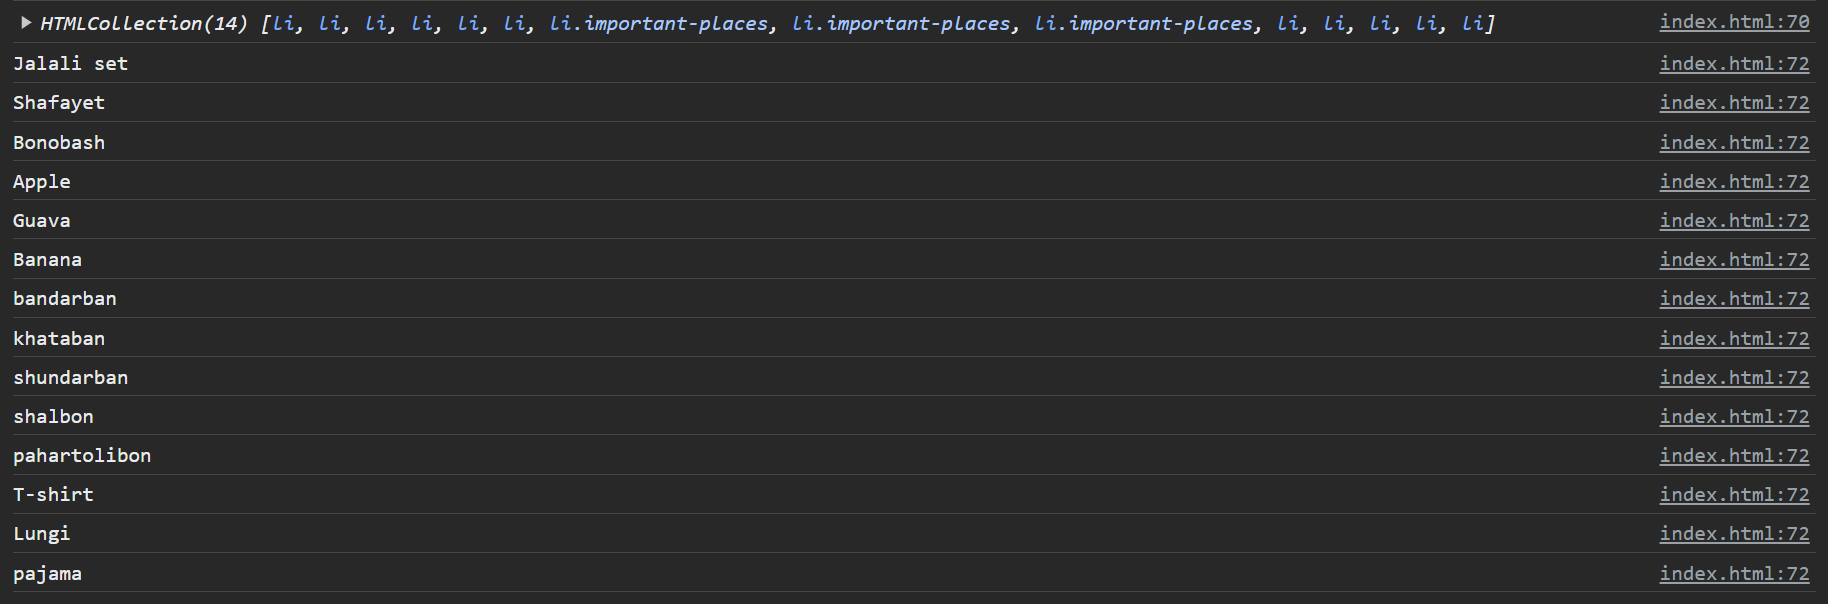 ▶ HTMLCollection(14) [li, li, li, li, li, li, li.important-places, li.important-places, li.important-places, li, li, li, li, li] index.html:70
Jalali set index.html:72
Shafayet index.html:72
Bonobash index.html:72
Apple index.html:72
Guava index.html:72
Banana index.html:72
bandarban index.html:72
khataban index.html:72
shundarban index.html:72
shalbon index.html:72
pahartolibon index.html:72
T-shirt index.html:72
Lungi index.html:72
pajama index.html:72